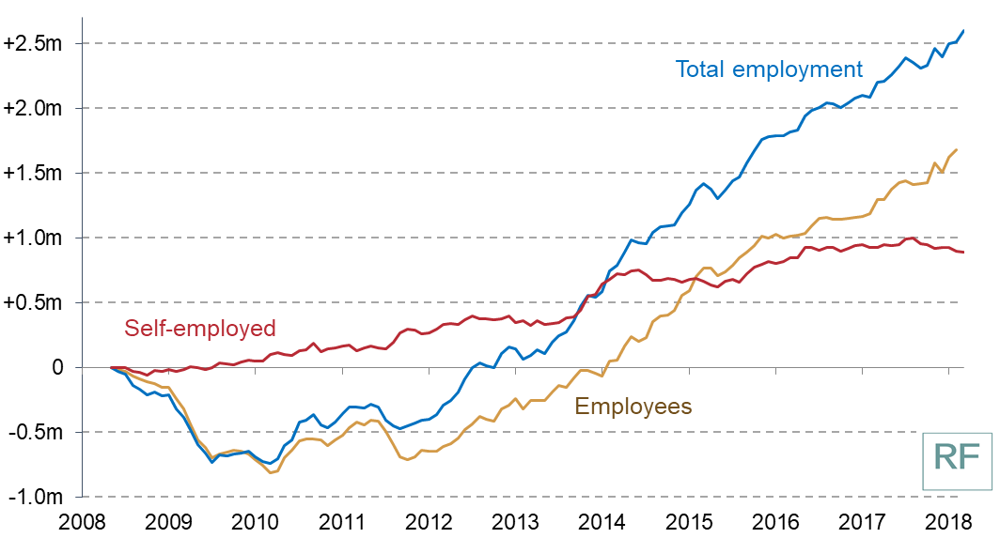 +2.5m
Total employment
+2.0m
+1.5m
+1.0m
+0.5m
Self-employed
0
Employees
-0.5m
RF
-1.0m
2008 2009 2010 2011 2012 2013 2014 2015 2016 2017 2018